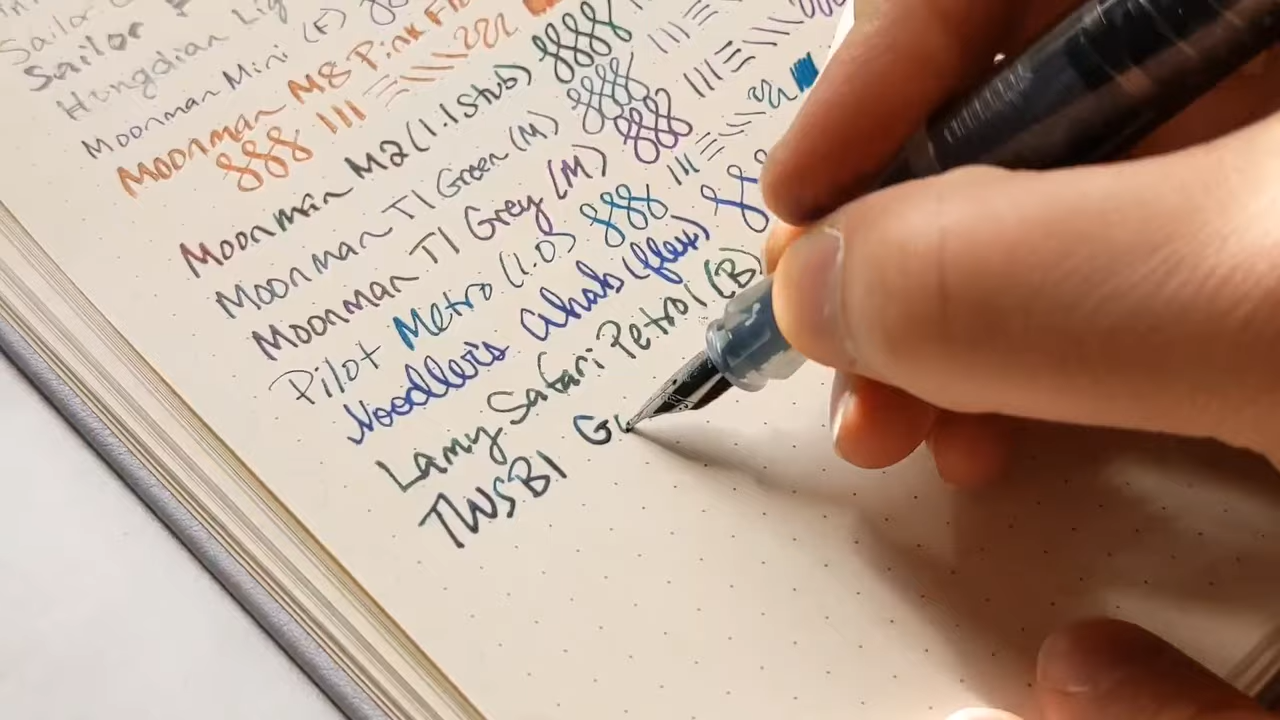 Sailor
Sailor
Hongdian
Moonman Mini (F)
Moonman M8 Pink
Moonman M2 (1.1 Stub)
Moonman T1 Green (M)
Moonman T1 Grey (M)
Pilot Metro (1.0)
Noodler's Ahab (flex)
Lamy Safari Petrol (B)
TWSBI G